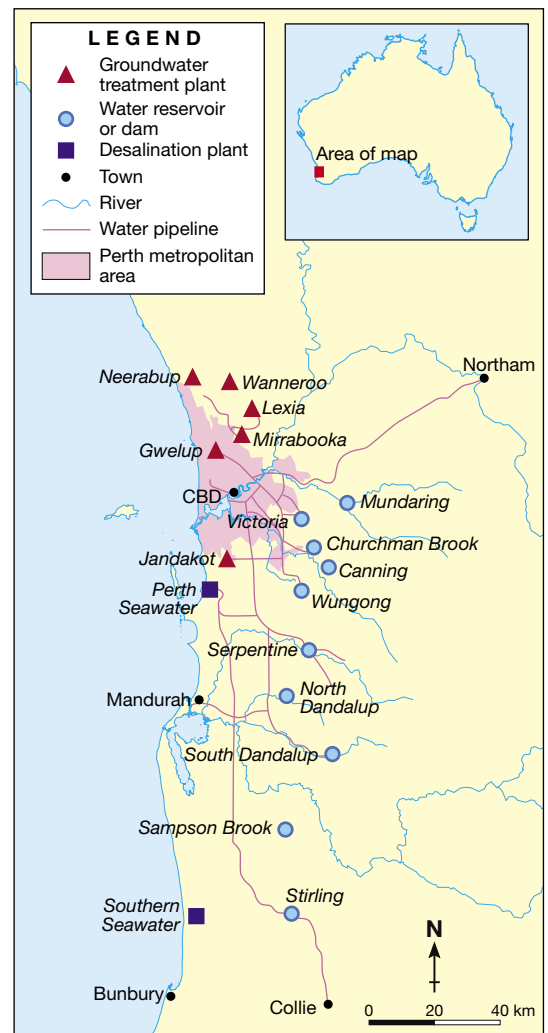 LEGEND
Groundwater
treatment plant
Water reservoir
or dam
Desalination plant
Town
River
Water pipeline
Perth metropolitan
area
Area of map
Northam
Neerabup
Wanneroo
Lexia
Mirrabooka
Gwelup
CBD
Mundaring
Victoria
Churchman Brook
Jandakot
Canning
Perth
Seawater
Wungong
Serpentine
North
Dandalup
Mandurah
South Dandalup
Sampson Brook
Stirling
Southern
Seawater
N
Bunbury
Collie
0 20 40 km